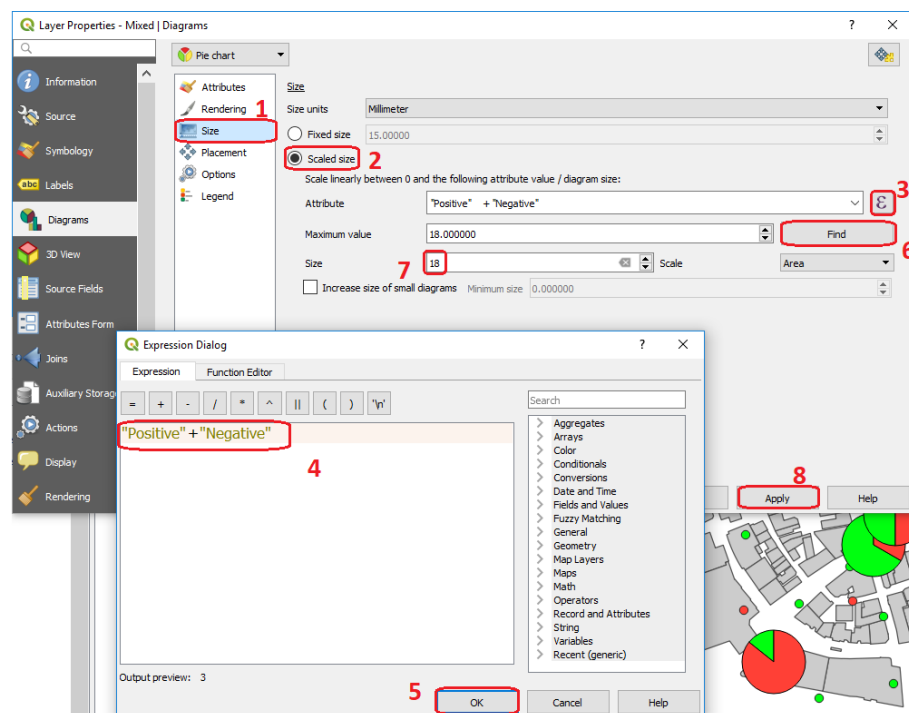 Layer Properties - Mixed | Diagrams
?
Pie chart
Information
Source
Symbology
Labels
abc
Diagrams
3D View
Source Fields
Attributes Form
Joins
Auxiliary Storag
Actions
Display
Rendering
Attributes
Rendering
1
Size
Placement
Options
Legend
Size
Size units Millimeter
Fixed size 15.00000
Scaled size 2
Scale linearly between 0 and the following attribute value / diagram size:
3
Attribute "Positive" + "Negative" ε
Maximum value 18.000000 Find
6
7 Size 18 Scale Area
Increase size of small diagrams Minimum size 0.000000
8
Apply Help
Expression Dialog ?
Expression Function Editor
= + - / * ^ || ( ) '\n'
"Positive" + "Negative"
4
Search
Aggregates
Arrays
Color
Conditionals
Conversions
Date and Time
Fields and Values
Fuzzy Matching
General
Geometry
Map Layers
Maps
Math
Operators
Record and Attributes
String
Variables
Recent (generic)
Output preview: 3
5 OK Cancel Help